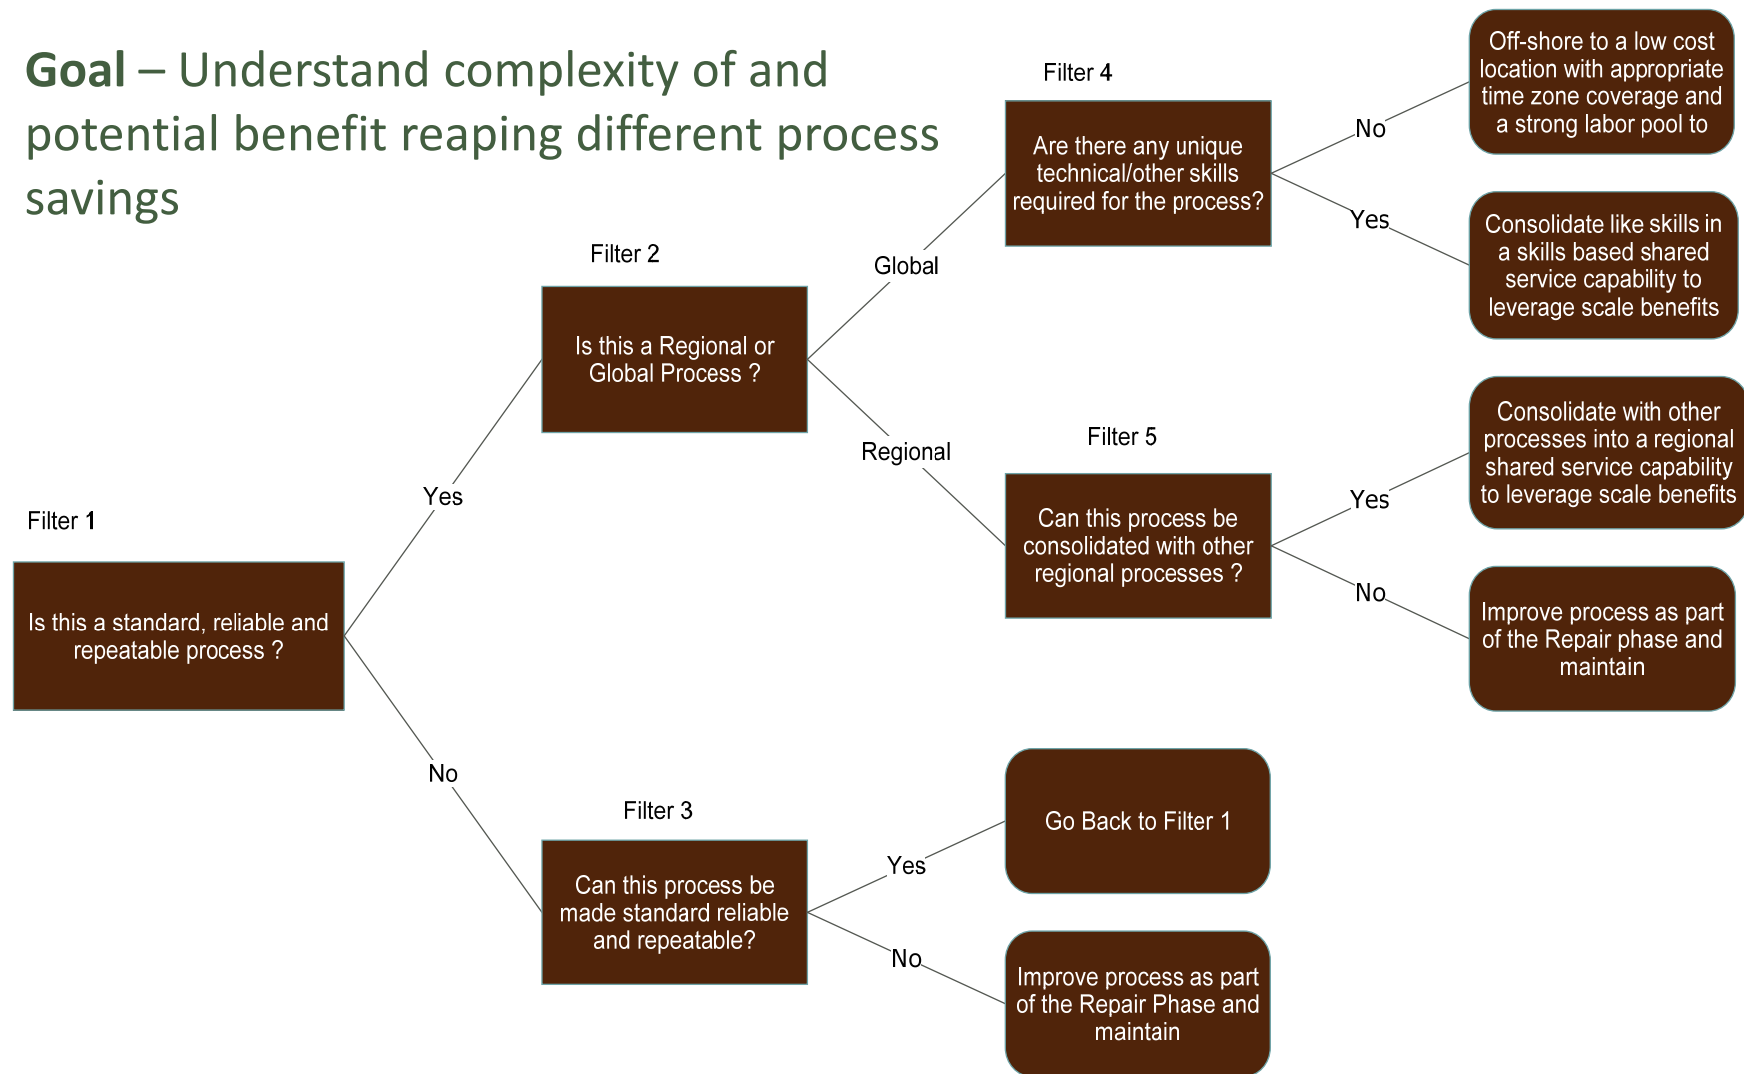 Goal – Understand complexity of and
potential benefit reaping different process
savings
Filter 1
Is this a standard, reliable and
repeatable process ?
Yes
No
Filter 2
Is this a Regional or
Global Process ?
Global
Regional
Filter 3
Can this process be
made standard reliable
and repeatable?
Yes
No
Filter 4
Are there any unique
technical/other skills
required for the process?
No
Yes
Filter 5
Can this process be
consolidated with other
regional processes ?
Yes
No
Go Back to Filter 1
Improve process as part
of the Repair Phase and
maintain
Off-shore to a low cost
location with appropriate
time zone coverage and
a strong labor pool to
Consolidate like skills in
a skills based shared
service capability to
leverage scale benefits
Consolidate with other
processes into a regional
shared service capability
to leverage scale benefits
Improve process as part
of the Repair phase and
maintain